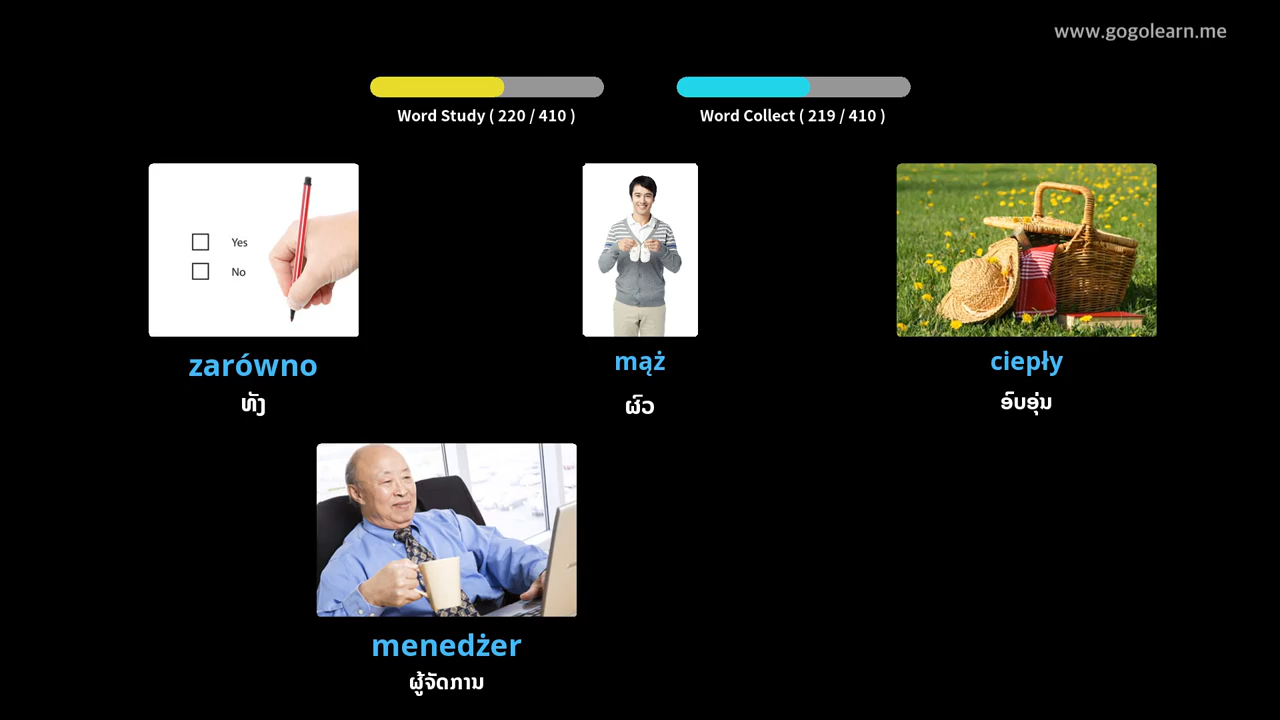 www.gogolearn.me
Word Study ( 220 / 410 )
Word Collect ( 219 / 410 )
Yes
No
zarówno
ທັງ
mąż
ຜົວ
ciepły
ອົບອຸ່ນ
menedżer
ຜູ້ຈັດການ